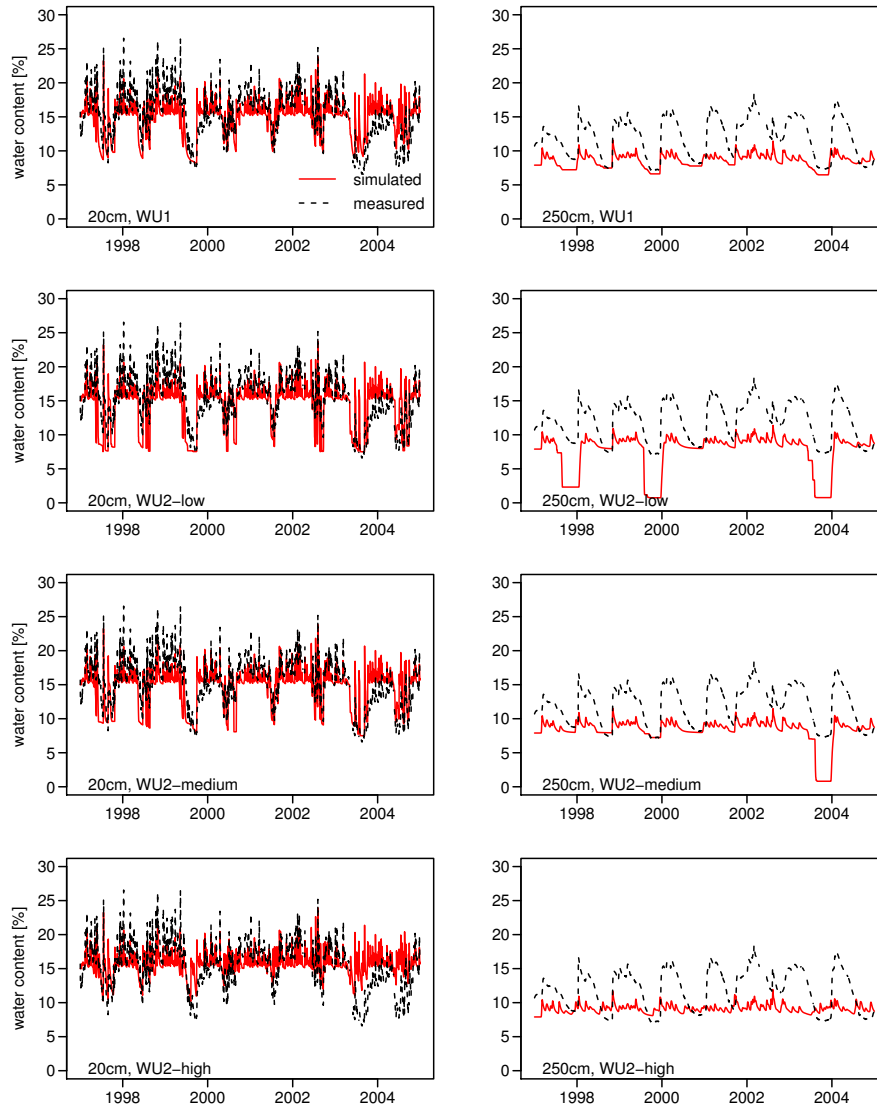 30
25
20
15
10
5
0
water content [%]
simulated
measured
20cm, WU1
1998 2000 2002 2004
30
25
20
15
10
5
0
250cm, WU1
1998 2000 2002 2004
30
25
20
15
10
5
0
water content [%]
20cm, WU2−low
1998 2000 2002 2004
30
25
20
15
10
5
0
250cm, WU2−low
1998 2000 2002 2004
30
25
20
15
10
5
0
water content [%]
20cm, WU2−medium
1998 2000 2002 2004
30
25
20
15
10
5
0
250cm, WU2−medium
1998 2000 2002 2004
30
25
20
15
10
5
0
water content [%]
20cm, WU2−high
1998 2000 2002 2004
30
25
20
15
10
5
0
250cm, WU2−high
1998 2000 2002 2004